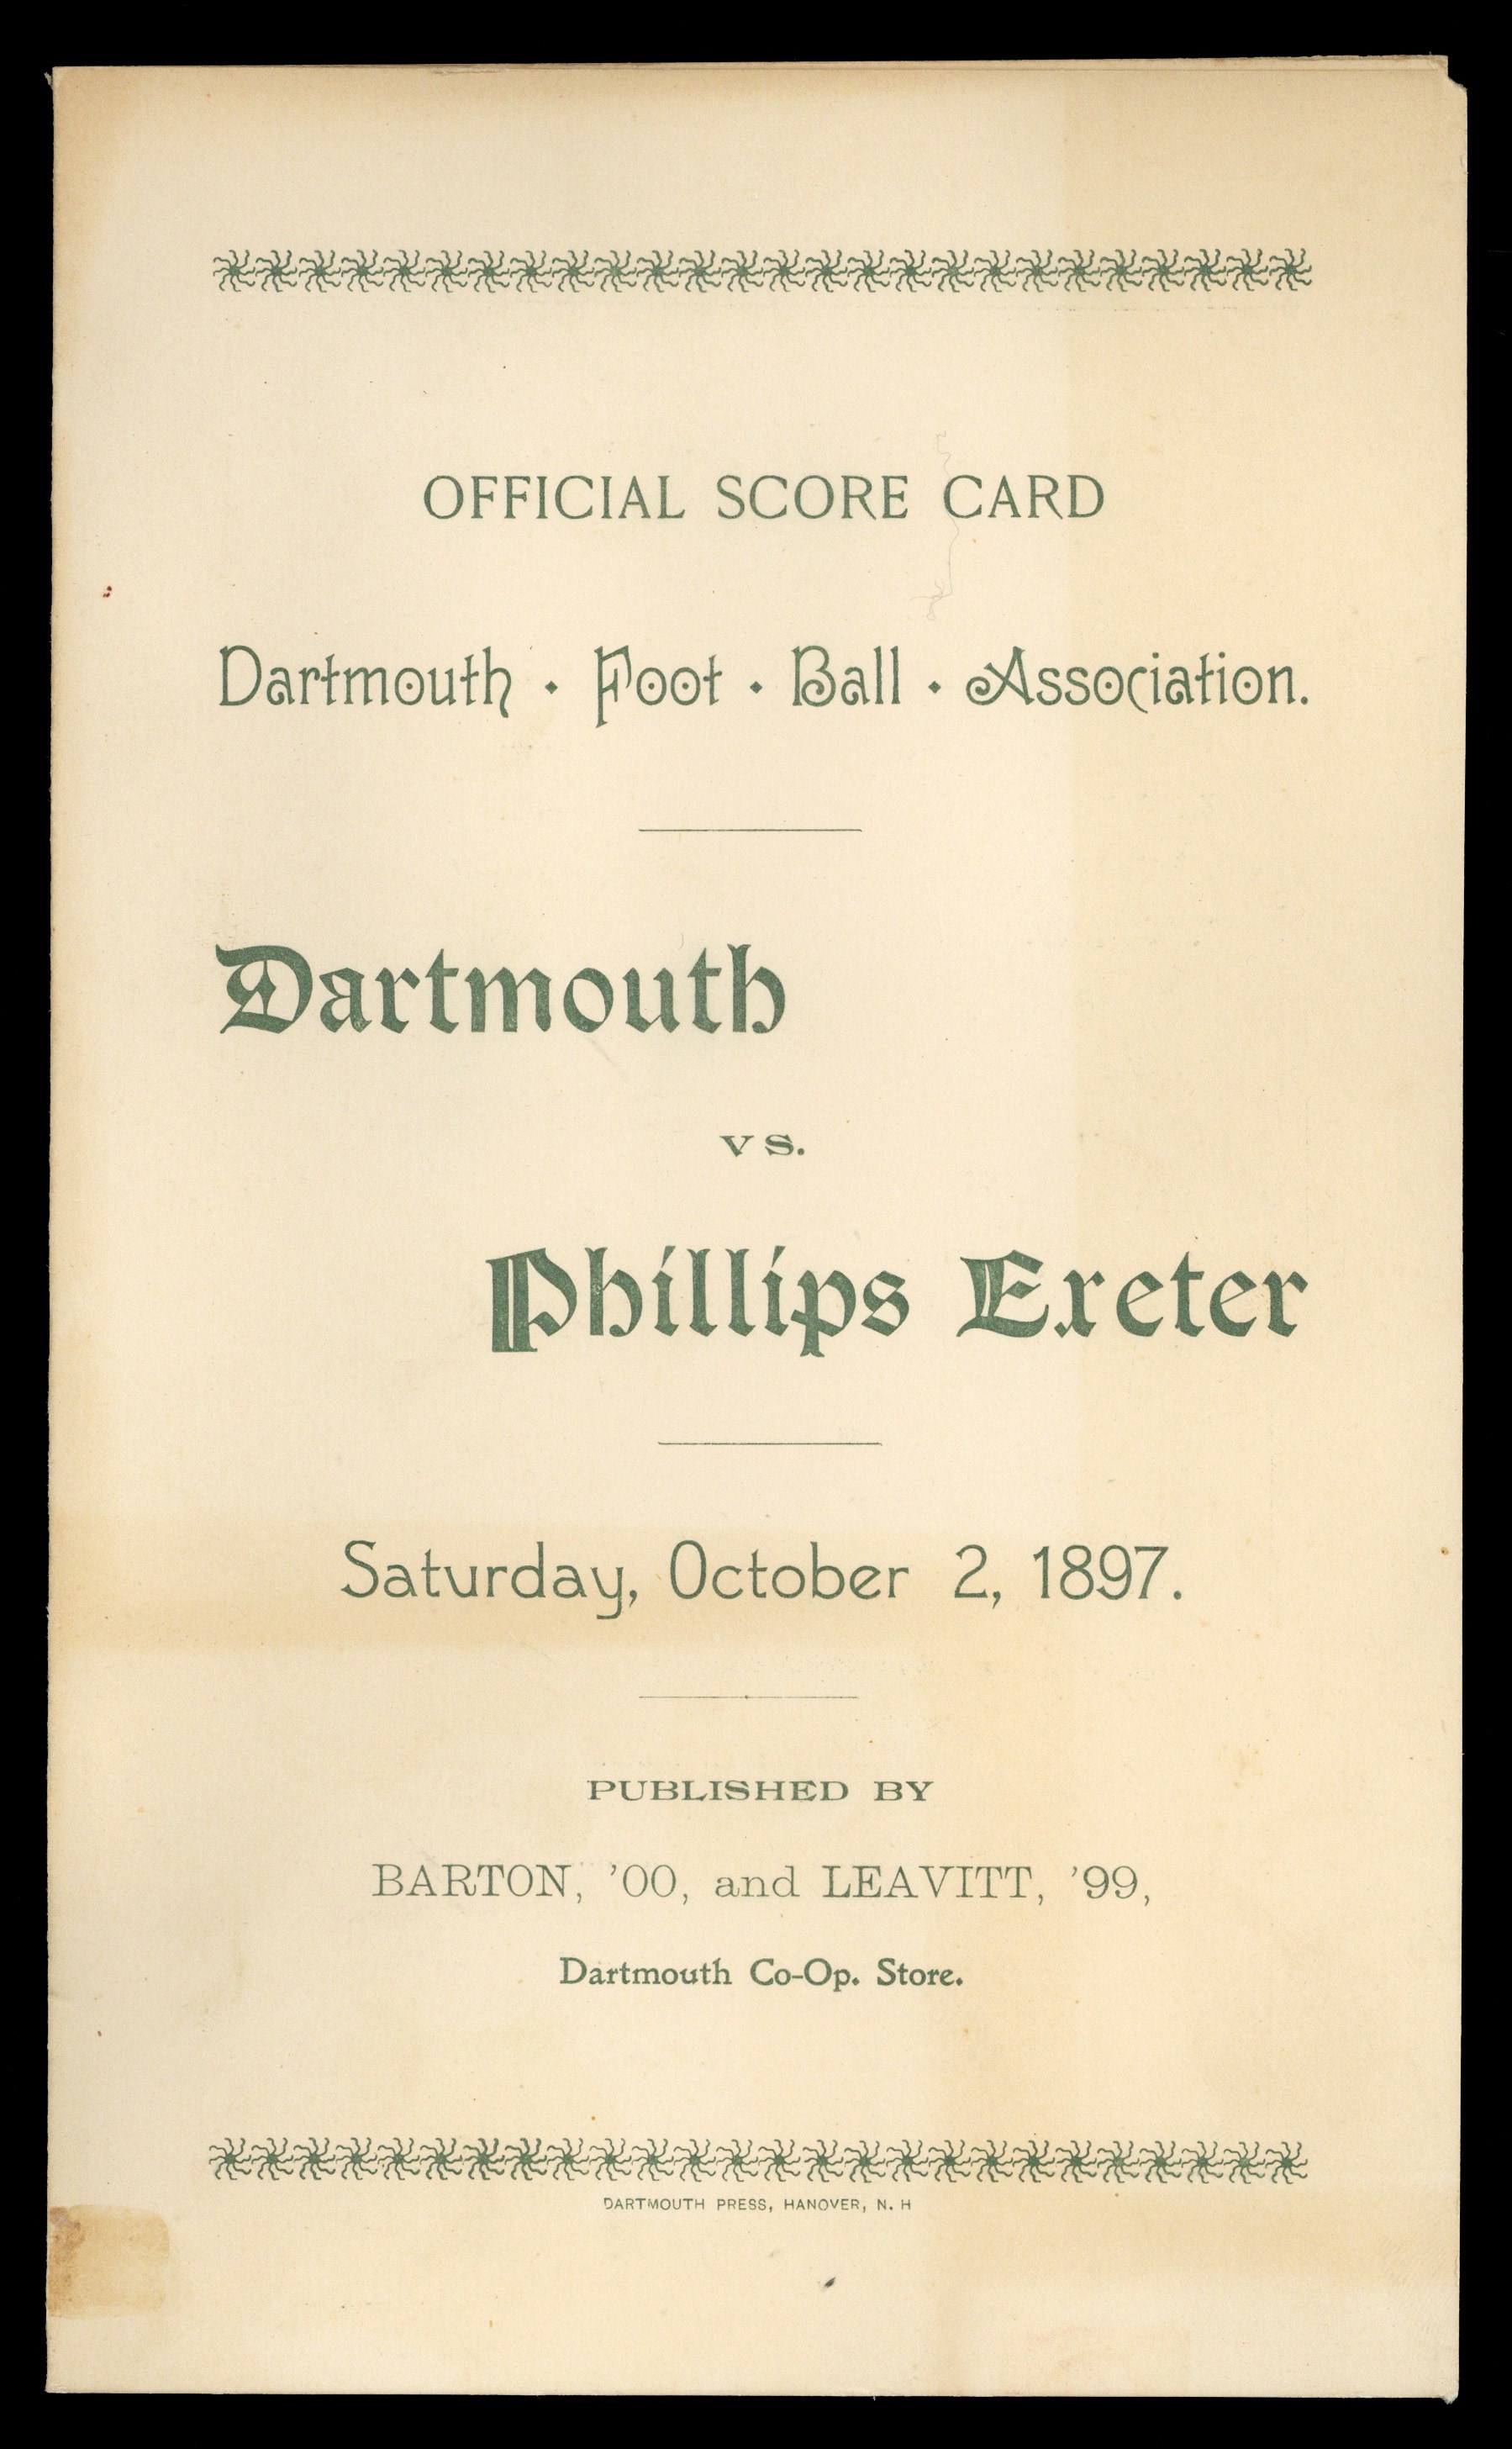 OFFICIAL SCORE CARD
Dartmouth · Foot · Ball · Association.
Dartmouth
vs.
Phillips Exeter
Saturday, October 2, 1897.
PUBLISHED BY
BARTON, '00, and LEAVITT, '99,
Dartmouth Co-Op. Store.
DARTMOUTH PRESS, HANOVER, N. H